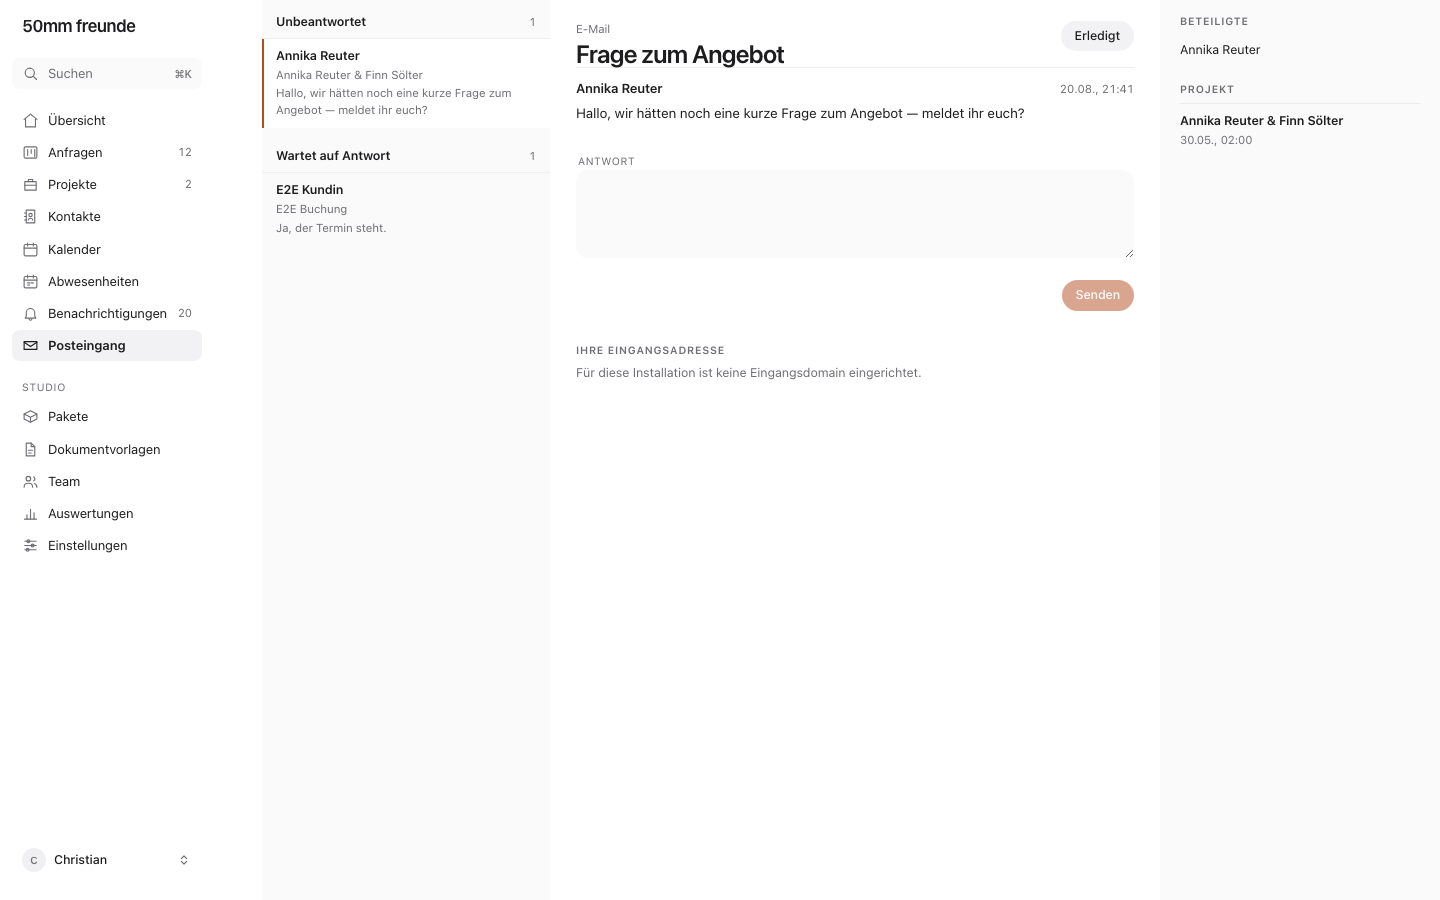 50mm freunde
Suchen ⌘K
Übersicht
Anfragen 12
Projekte 2
Kontakte
Kalender
Abwesenheiten
Benachrichtigungen 20
Posteingang
STUDIO
Pakete
Dokumentvorlagen
Team
Auswertungen
Einstellungen
C Christian
Unbeantwortet 1
Annika Reuter
Annika Reuter & Finn Sölter
Hallo, wir hätten noch eine kurze Frage zum
Angebot — meldet ihr euch?
Wartet auf Antwort 1
E2E Kundin
E2E Buchung
Ja, der Termin steht.
E-Mail
Frage zum Angebot
Erledigt
Annika Reuter 20.08., 21:41
Hallo, wir hätten noch eine kurze Frage zum Angebot — meldet ihr euch?
ANTWORT
Senden
IHRE EINGANGSADRESSE
Für diese Installation ist keine Eingangsdomain eingerichtet.
BETEILIGTE
Annika Reuter
PROJEKT
Annika Reuter & Finn Sölter
30.05., 02:00